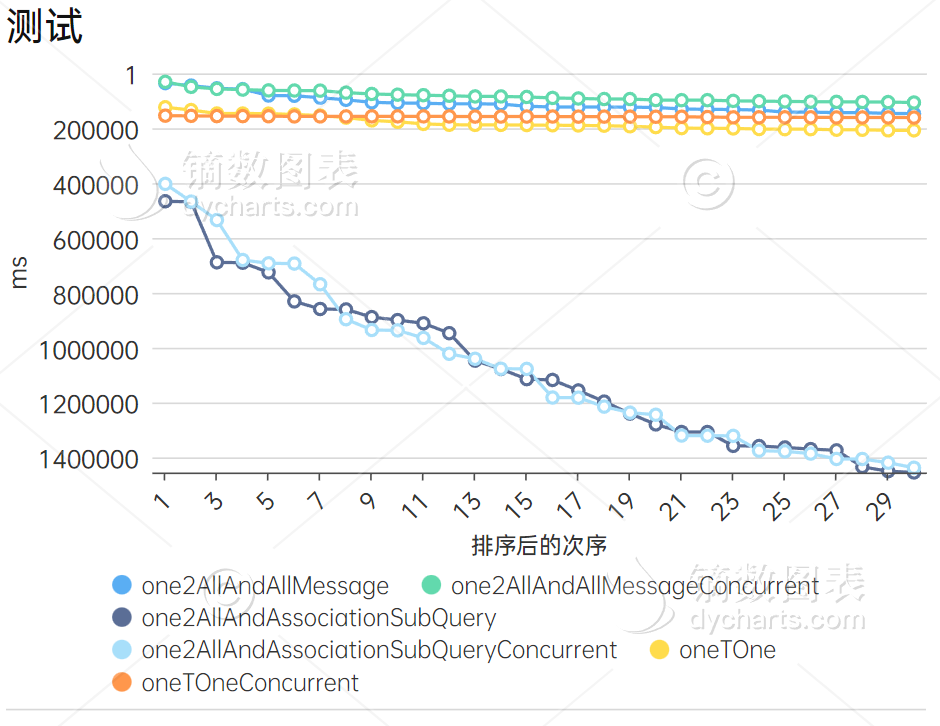 测试
1
200000
400000
600000
800000
1000000
1200000
1400000
ms
1 3 5 7 9 11 13 15 17 19 21 23 25 27 29
排序后的次序
one2AllAndAllMessage one2AllAndAllMessageConcurrent
one2AllAndAssociationSubQuery
one2AllAndAssociationSubQueryConcurrent oneTOne
oneTOneConcurrent
镝数图表
dycharts.com
©
©
镝数图表
dycharts.com